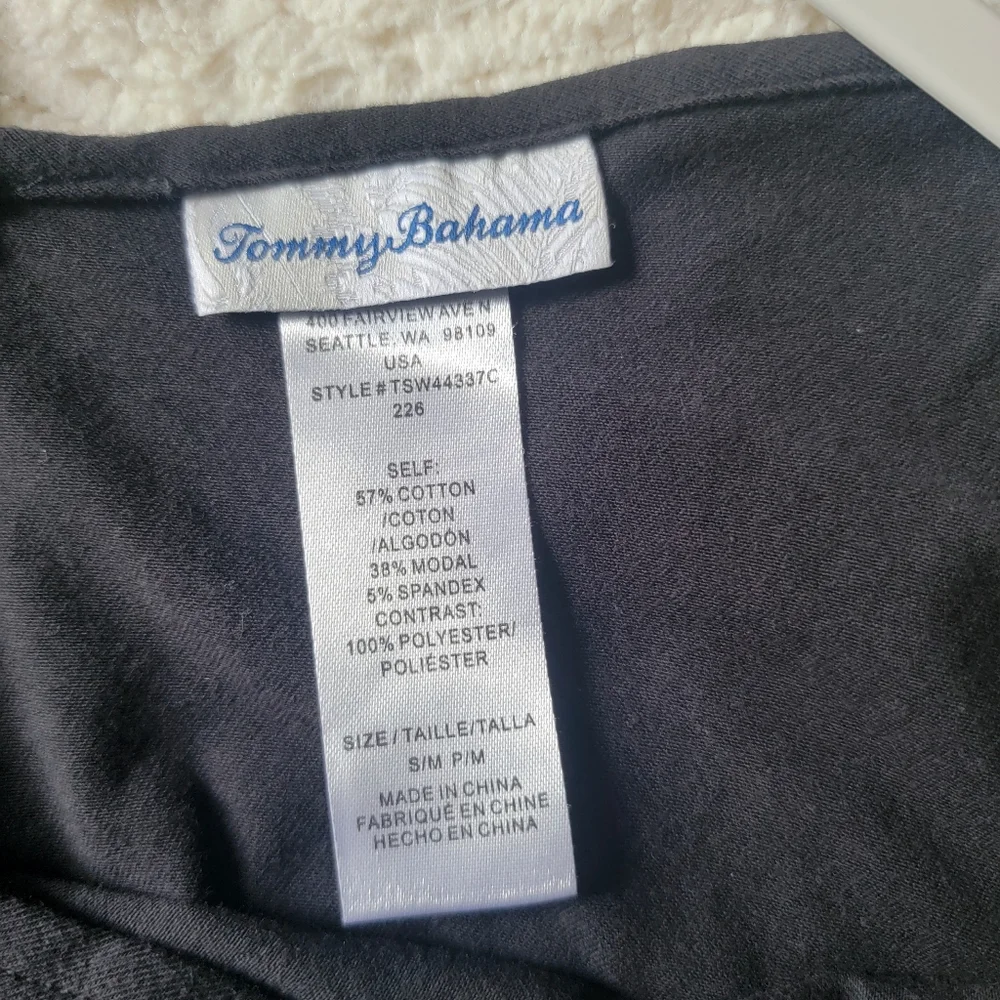 Tommy Bahama
400 FAIRVIEW AVE N
SEATTLE, WA 98109
USA
STYLE # TSW44337C
226
SELF:
57% COTTON
/COTON
/ALGODÓN
38% MODAL
5% SPANDEX
CONTRAST:
100% POLYESTER/
POLIÉSTER
SIZE / TAILLE/TALLA
S/M P/M
MADE IN CHINA
FABRIQUÉ EN CHINE
HECHO EN CHINA